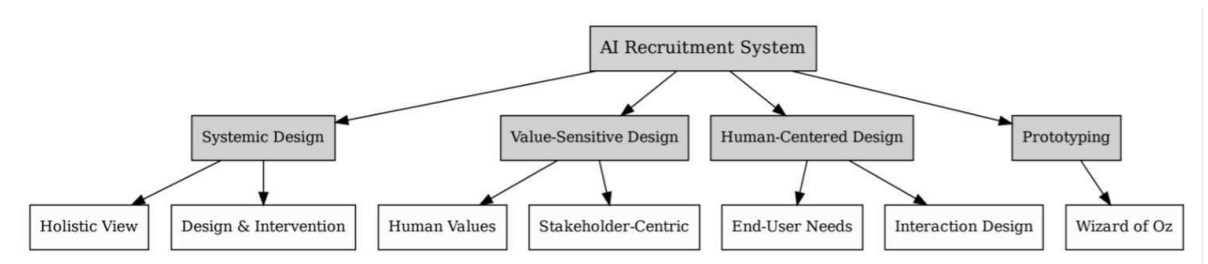 AI Recruitment System
Systemic Design
Value-Sensitive Design
Human-Centered Design
Prototyping
Holistic View
Design & Intervention
Human Values
Stakeholder-Centric
End-User Needs
Interaction Design
Wizard of Oz